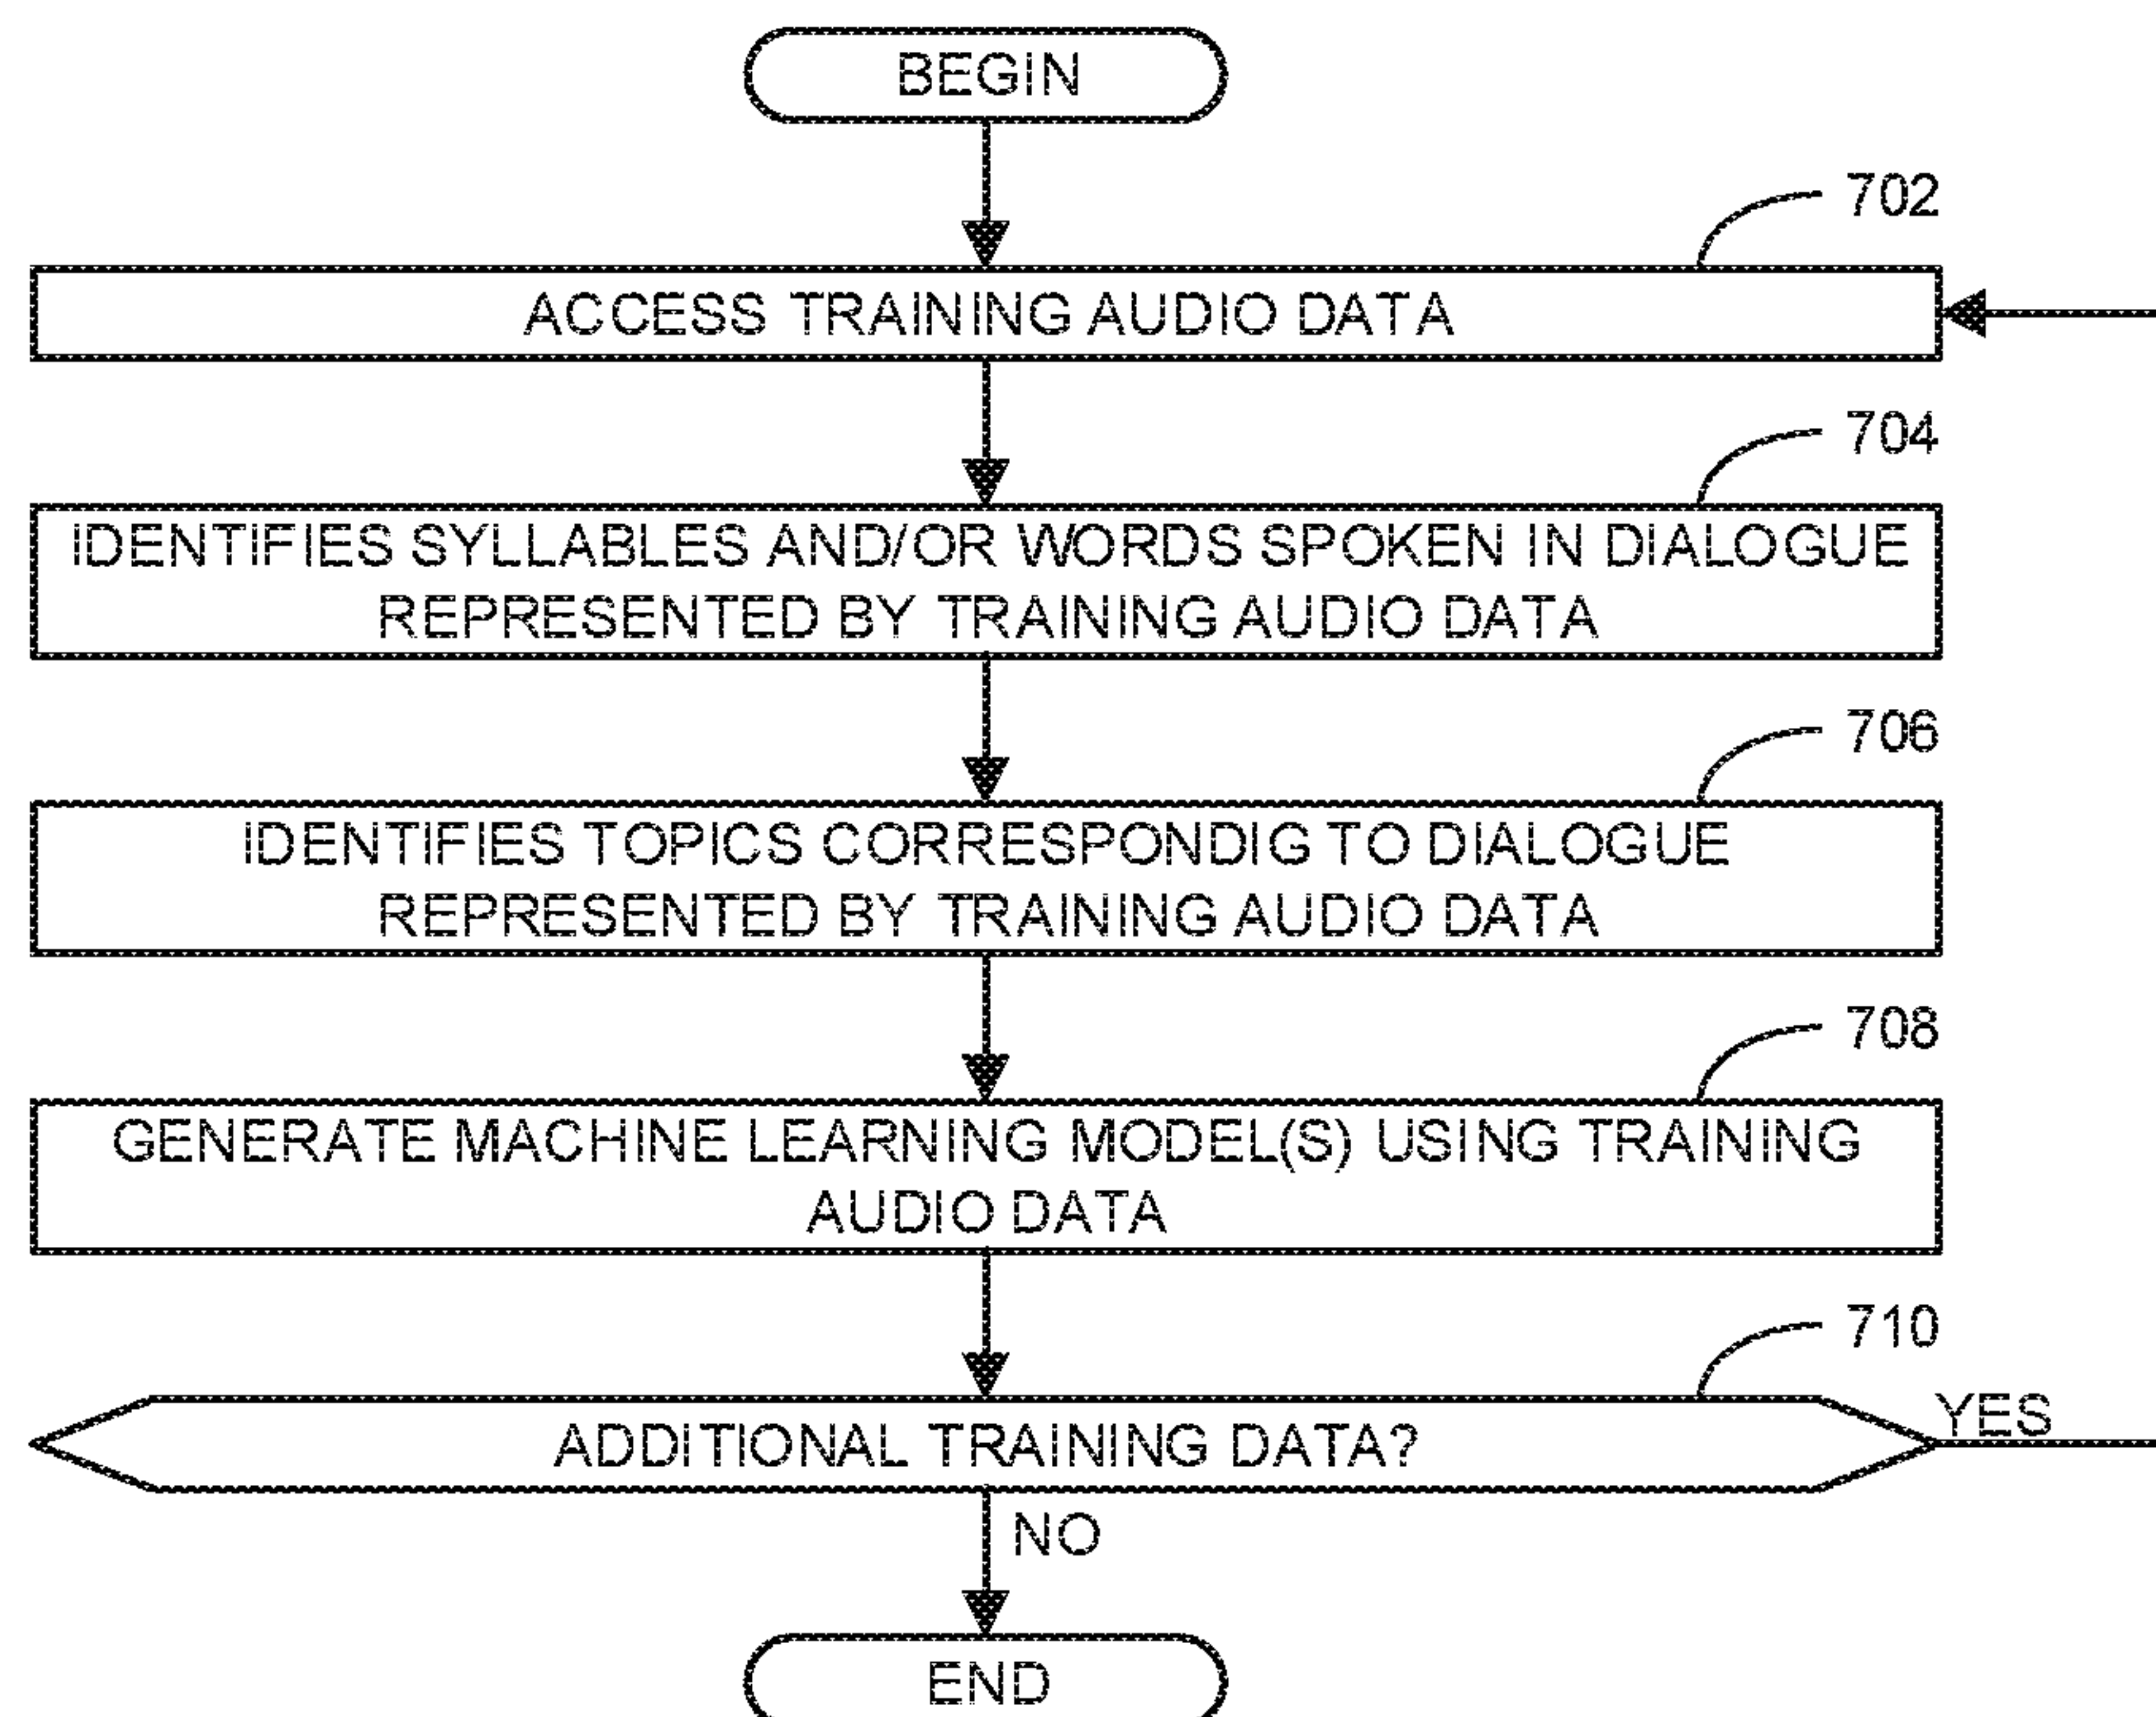 BEGIN
702
ACCESS TRAINING AUDIO DATA
704
IDENTIFIES SYLLABLES AND/OR WORDS SPOKEN IN DIALOGUE
REPRESENTED BY TRAINING AUDIO DATA
706
IDENTIFIES TOPICS CORRESPONDIG TO DIALOGUE
REPRESENTED BY TRAINING AUDIO DATA
708
GENERATE MACHINE LEARNING MODEL(S) USING TRAINING
AUDIO DATA
710
YES
ADDITIONAL TRAINING DATA?
NO
END